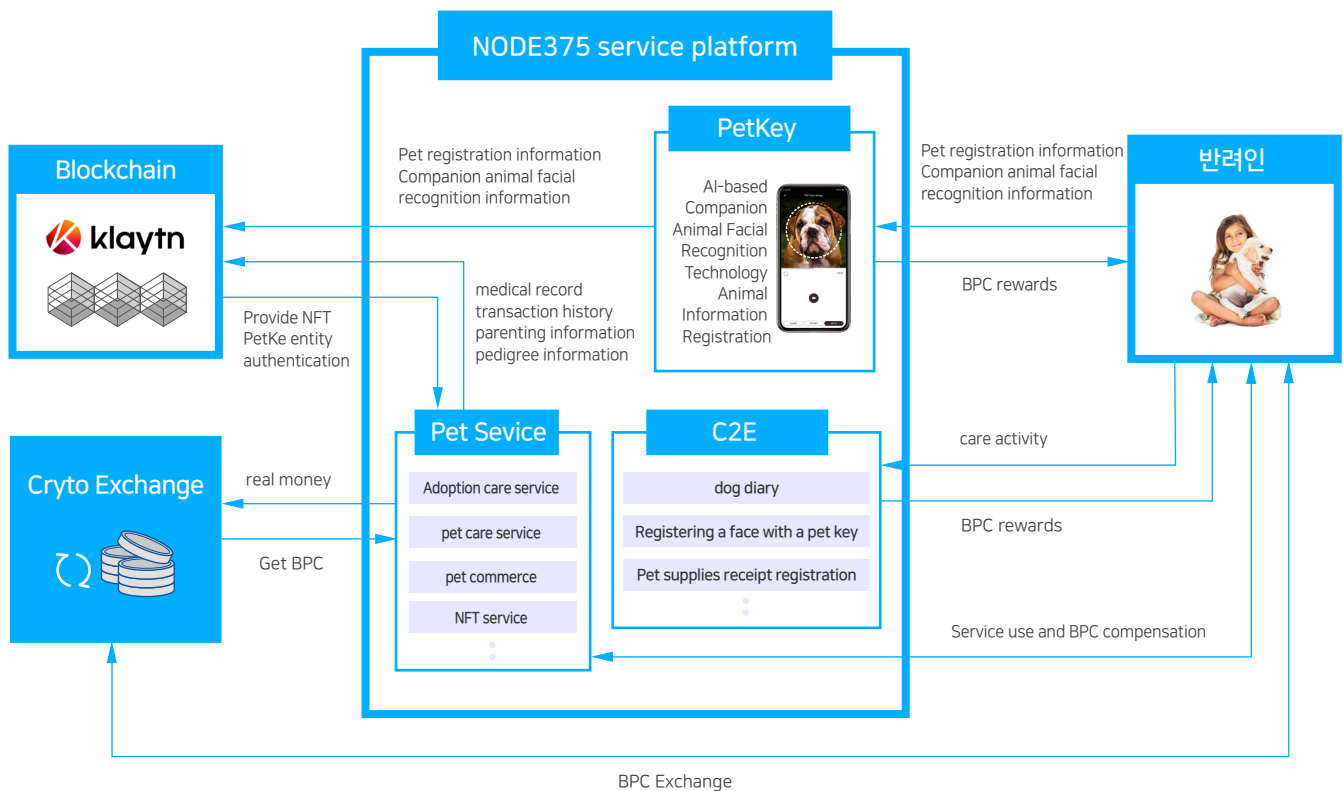 NODE375 service platform
PetKey
AI-based
Companion
Animal Facial
Recognition
Technology
Animal
Information
Registration
Blockchain
klaytn
Pet registration information
Companion animal facial
recognition information
Pet registration information
Companion animal facial
recognition information
반려인
BPC rewards
Provide NFT
PetKe entity
authentication
medical record
transaction history
parenting information
pedigree information
Pet Sevice
Adoption care service
pet care service
pet commerce
NFT service
C2E
dog diary
Registering a face with a pet key
Pet supplies receipt registration
care activity
BPC rewards
Cryto Exchange
real money
Get BPC
Service use and BPC compensation
BPC Exchange